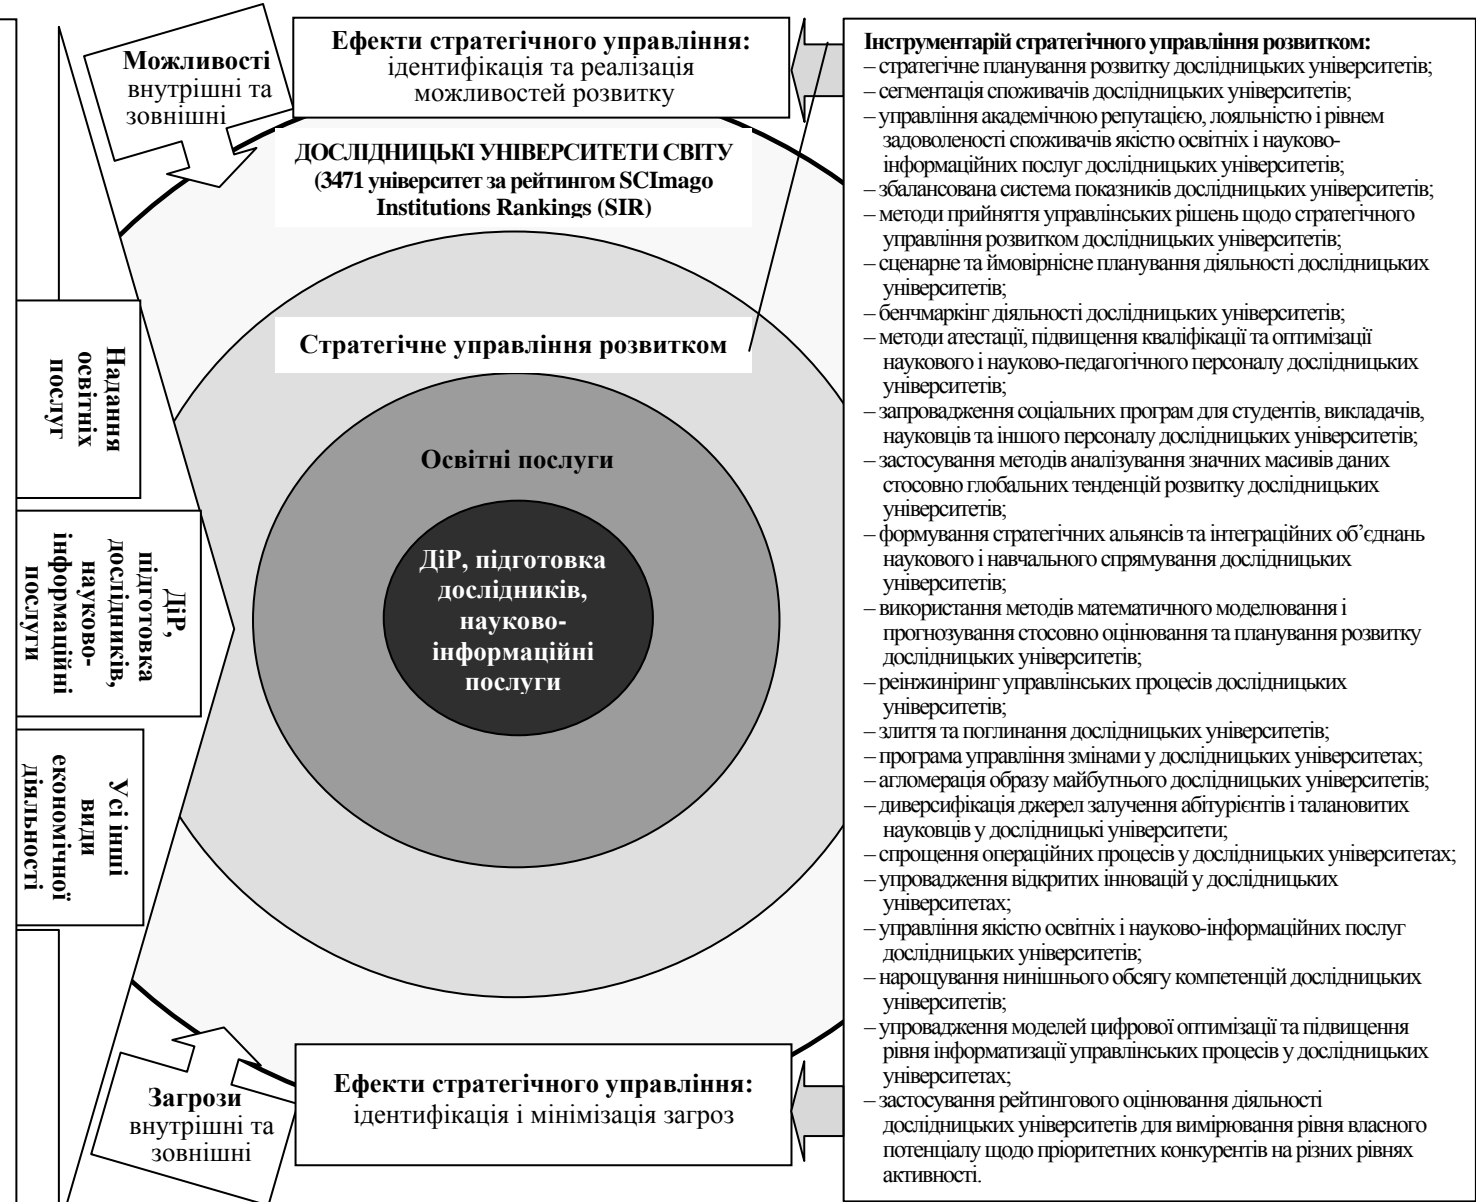 Можливості
внутрішні та
зовнішні
Ефекти стратегічного управління:
ідентифікація та реалізація
можливостей розвитку
ДОСЛІДНИЦЬКІ УНІВЕРСИТЕТИ СВІТУ
(3471 університет за рейтингом SCImago
Institutions Rankings (SIR)
Стратегічне управління розвитком
Освітні послуги
ДіР, підготовка
дослідників,
науково-
інформаційні
послуги
Надання
освітніх
послуг
ДіР,
підготовка
дослідників,
науково-
інформаційні
послуги
Усі інші
види
економічної
діяльності
Загрози
внутрішні та
зовнішні
Ефекти стратегічного управління:
ідентифікація і мінімізація загроз
Інструментарій стратегічного управління розвитком:
– стратегічне планування розвитку дослідницьких університетів;
– сегментація споживачів дослідницьких університетів;
– управління академічною репутацією, лояльністю і рівнем
задоволеності споживачів якістю освітніх і науково-
інформаційних послуг дослідницьких університетів;
– збалансована система показників дослідницьких університетів;
– методи прийняття управлінських рішень щодо стратегічного
управління розвитком дослідницьких університетів;
– сценарне та ймовірнісне планування діяльності дослідницьких
університетів;
– бенчмаркінг діяльності дослідницьких університетів;
– методи атестації, підвищення кваліфікації та оптимізації
наукового і науково-педагогічного персоналу дослідницьких
університетів;
– запровадження соціальних програм для студентів, викладачів,
науковців та іншого персоналу дослідницьких університетів;
– застосування методів аналізування значних масивів даних
стосовно глобальних тенденцій розвитку дослідницьких
університетів;
– формування стратегічних альянсів та інтеграційних об’єднань
наукового і навчального спрямування дослідницьких
університетів;
– використання методів математичного моделювання і
прогнозування стосовно оцінювання та планування розвитку
дослідницьких університетів;
– реінжиніринг управлінських процесів дослідницьких
університетів;
– злиття та поглинання дослідницьких університетів;
– програма управління змінами у дослідницьких університетах;
– агломерація образу майбутнього дослідницьких університетів;
– диверсифікація джерел залучення абітурієнтів і талановитих
науковців у дослідницькі університети;
– спрощення операційних процесів у дослідницьких університетах;
– упровадження відкритих інновацій у дослідницьких
університетах;
– управління якістю освітніх і науково-інформаційних послуг
дослідницьких університетів;
– нарощування нинішнього обсягу компетенцій дослідницьких
університетів;
– упровадження моделей цифрової оптимізації та підвищення
рівня інформатизації управлінських процесів у дослідницьких
університетах;
– застосування рейтингового оцінювання діяльності
дослідницьких університетів для вимірювання рівня власного
потенціалу щодо пріоритетних конкурентів на різних рівнях
активності.